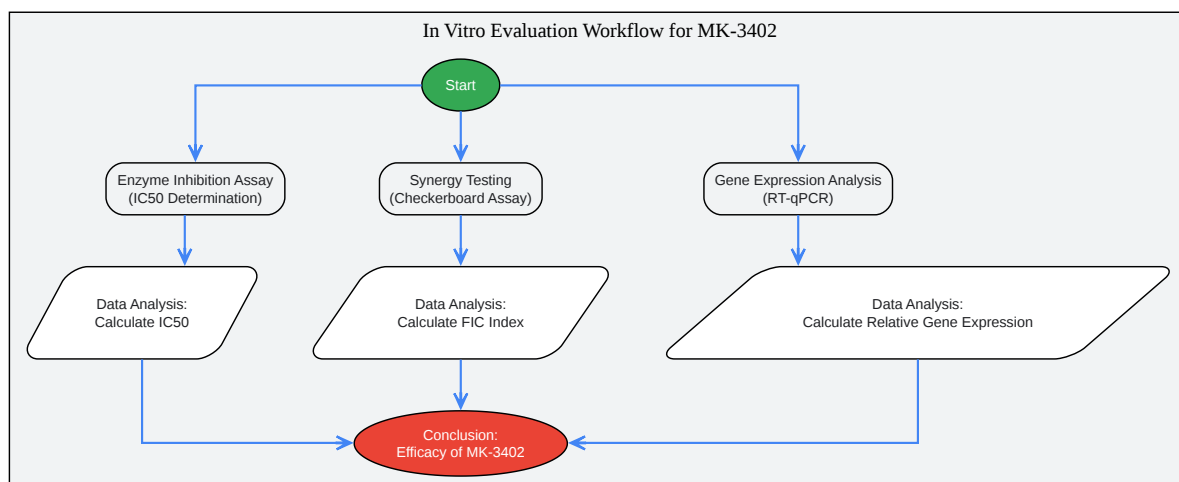 In Vitro Evaluation Workflow for MK-3402
Start
Enzyme Inhibition Assay
(IC50 Determination)
Synergy Testing
(Checkerboard Assay)
Gene Expression Analysis
(RT-qPCR)
Data Analysis:
Calculate IC50
Data Analysis:
Calculate FIC Index
Data Analysis:
Calculate Relative Gene Expression
Conclusion:
Efficacy of MK-3402